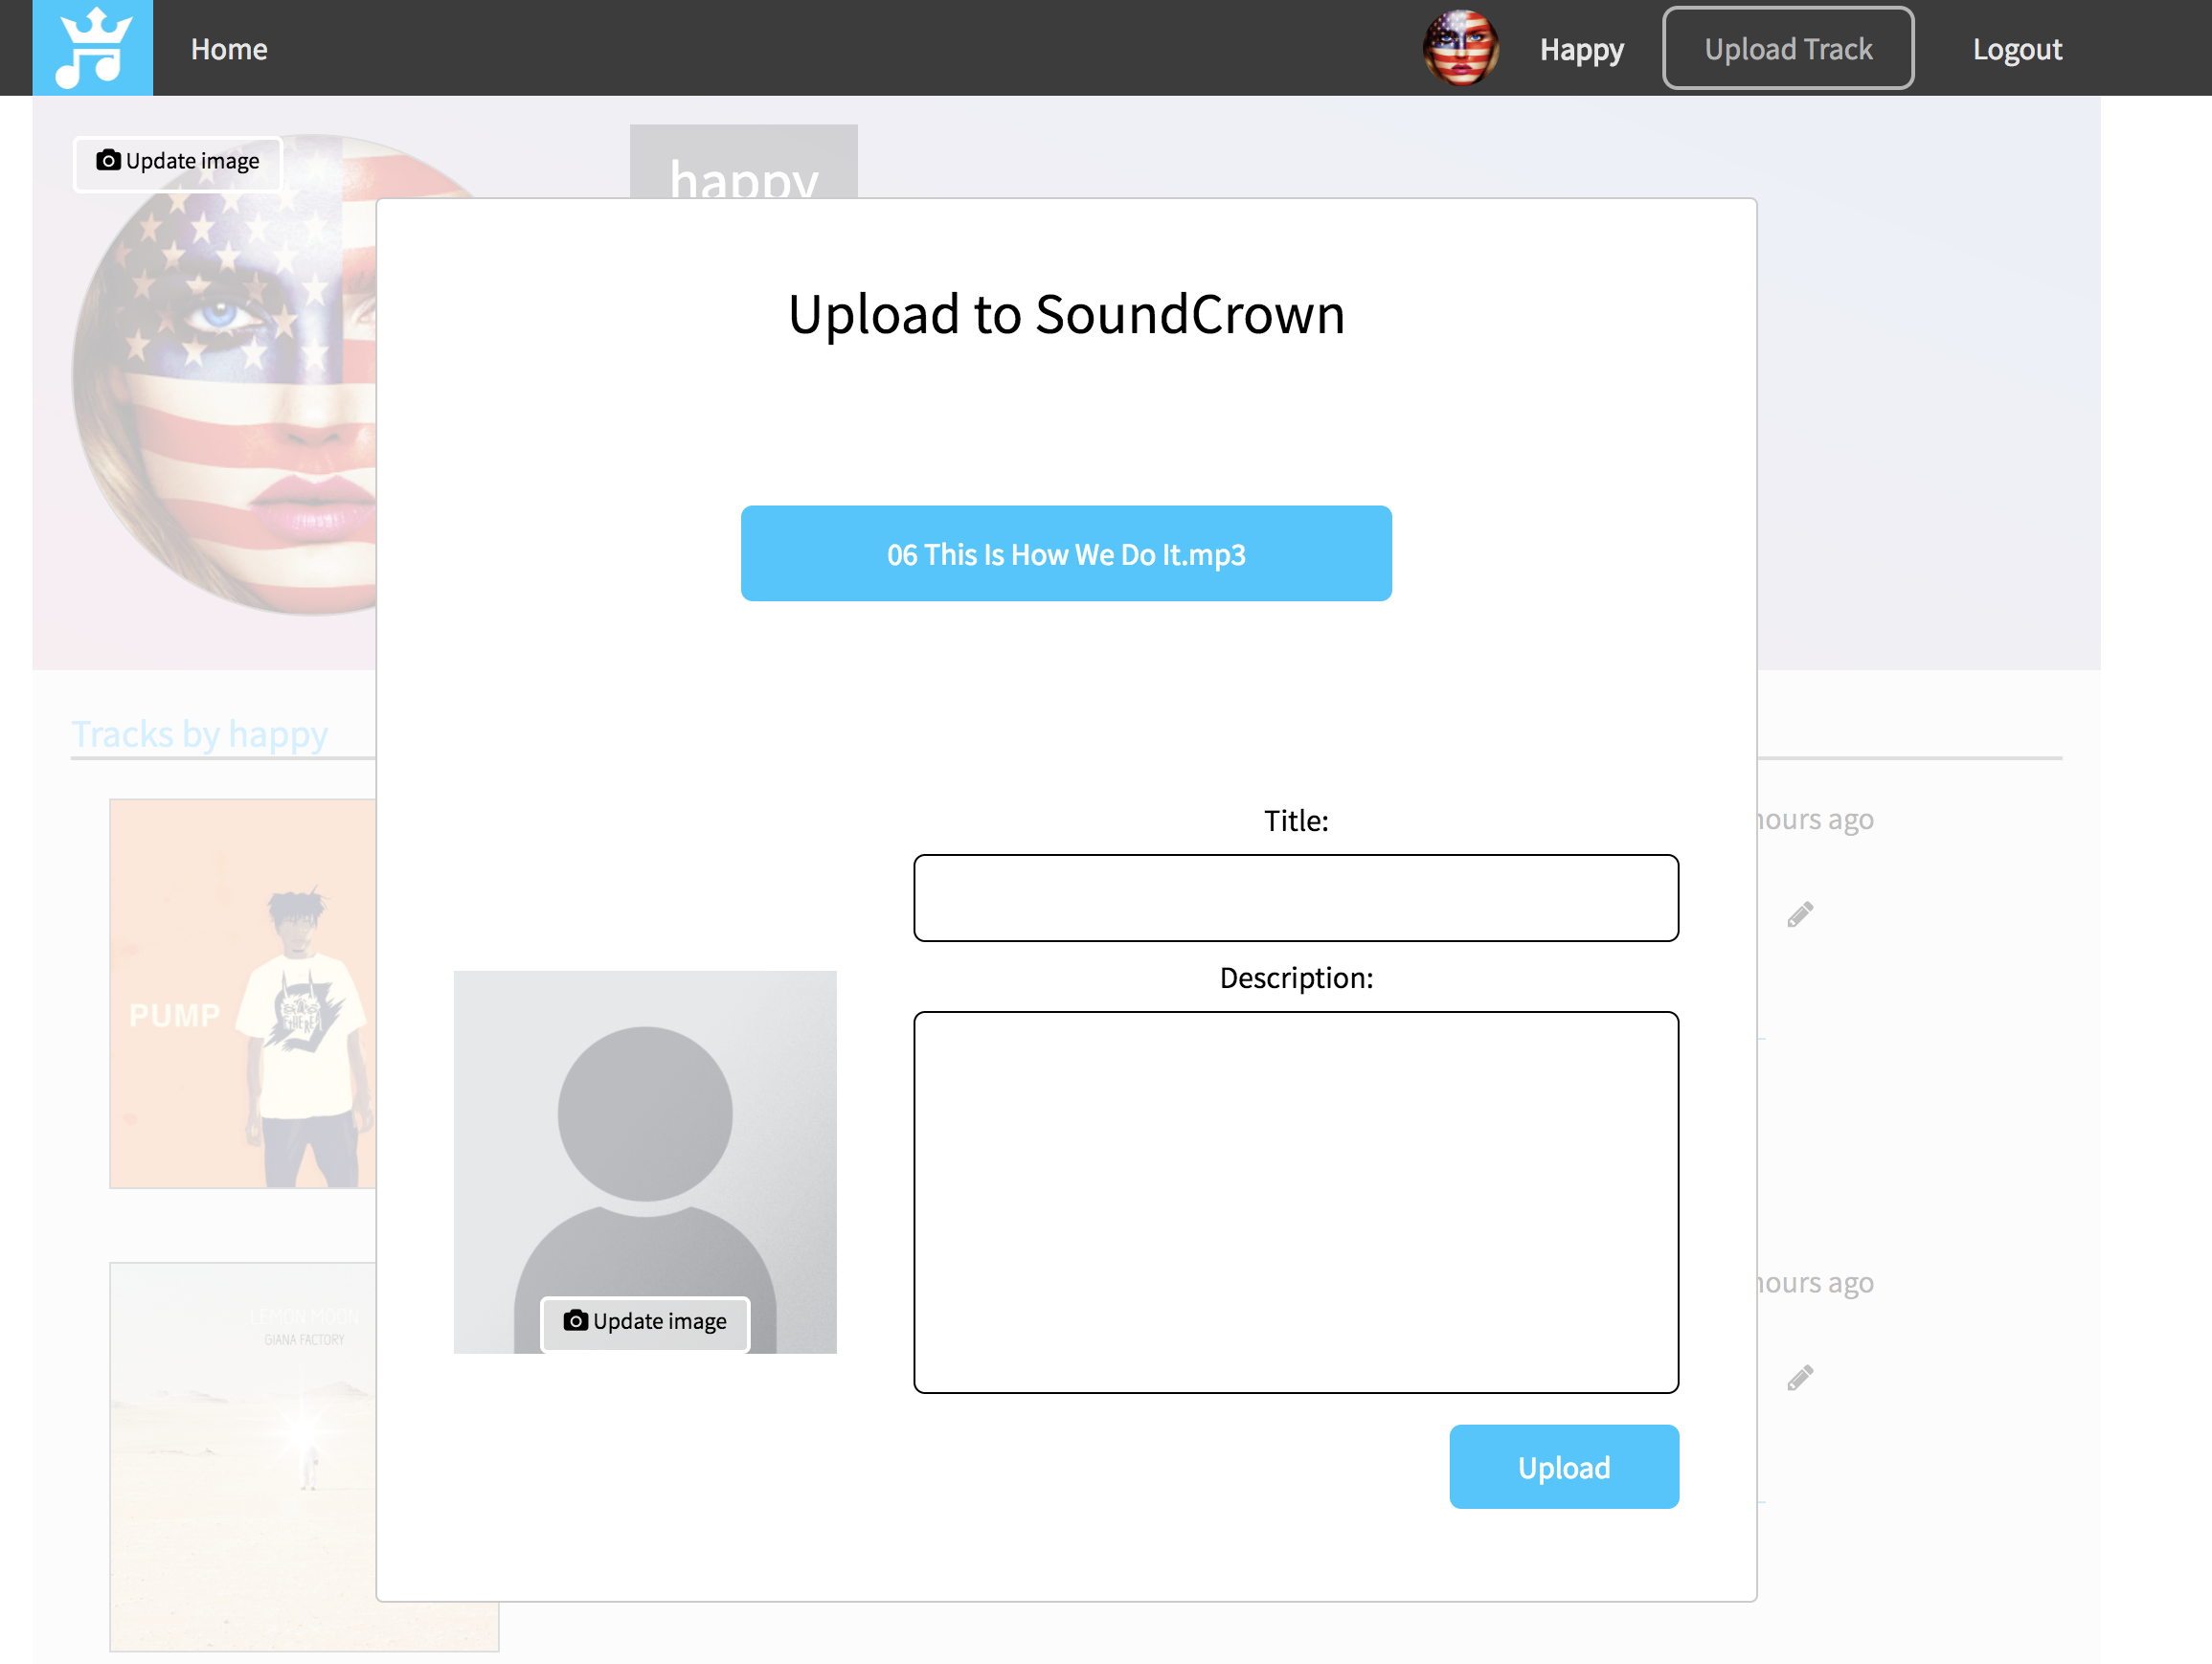 Home
Happy
Upload Track
Logout
Update image
happy
Upload to SoundCrown
06 This Is How We Do It.mp3
Tracks by happy
Title:
hours ago
Description:
PUMP
LEMON MOON
GIANA FACTORY
Update image
hours ago
Upload